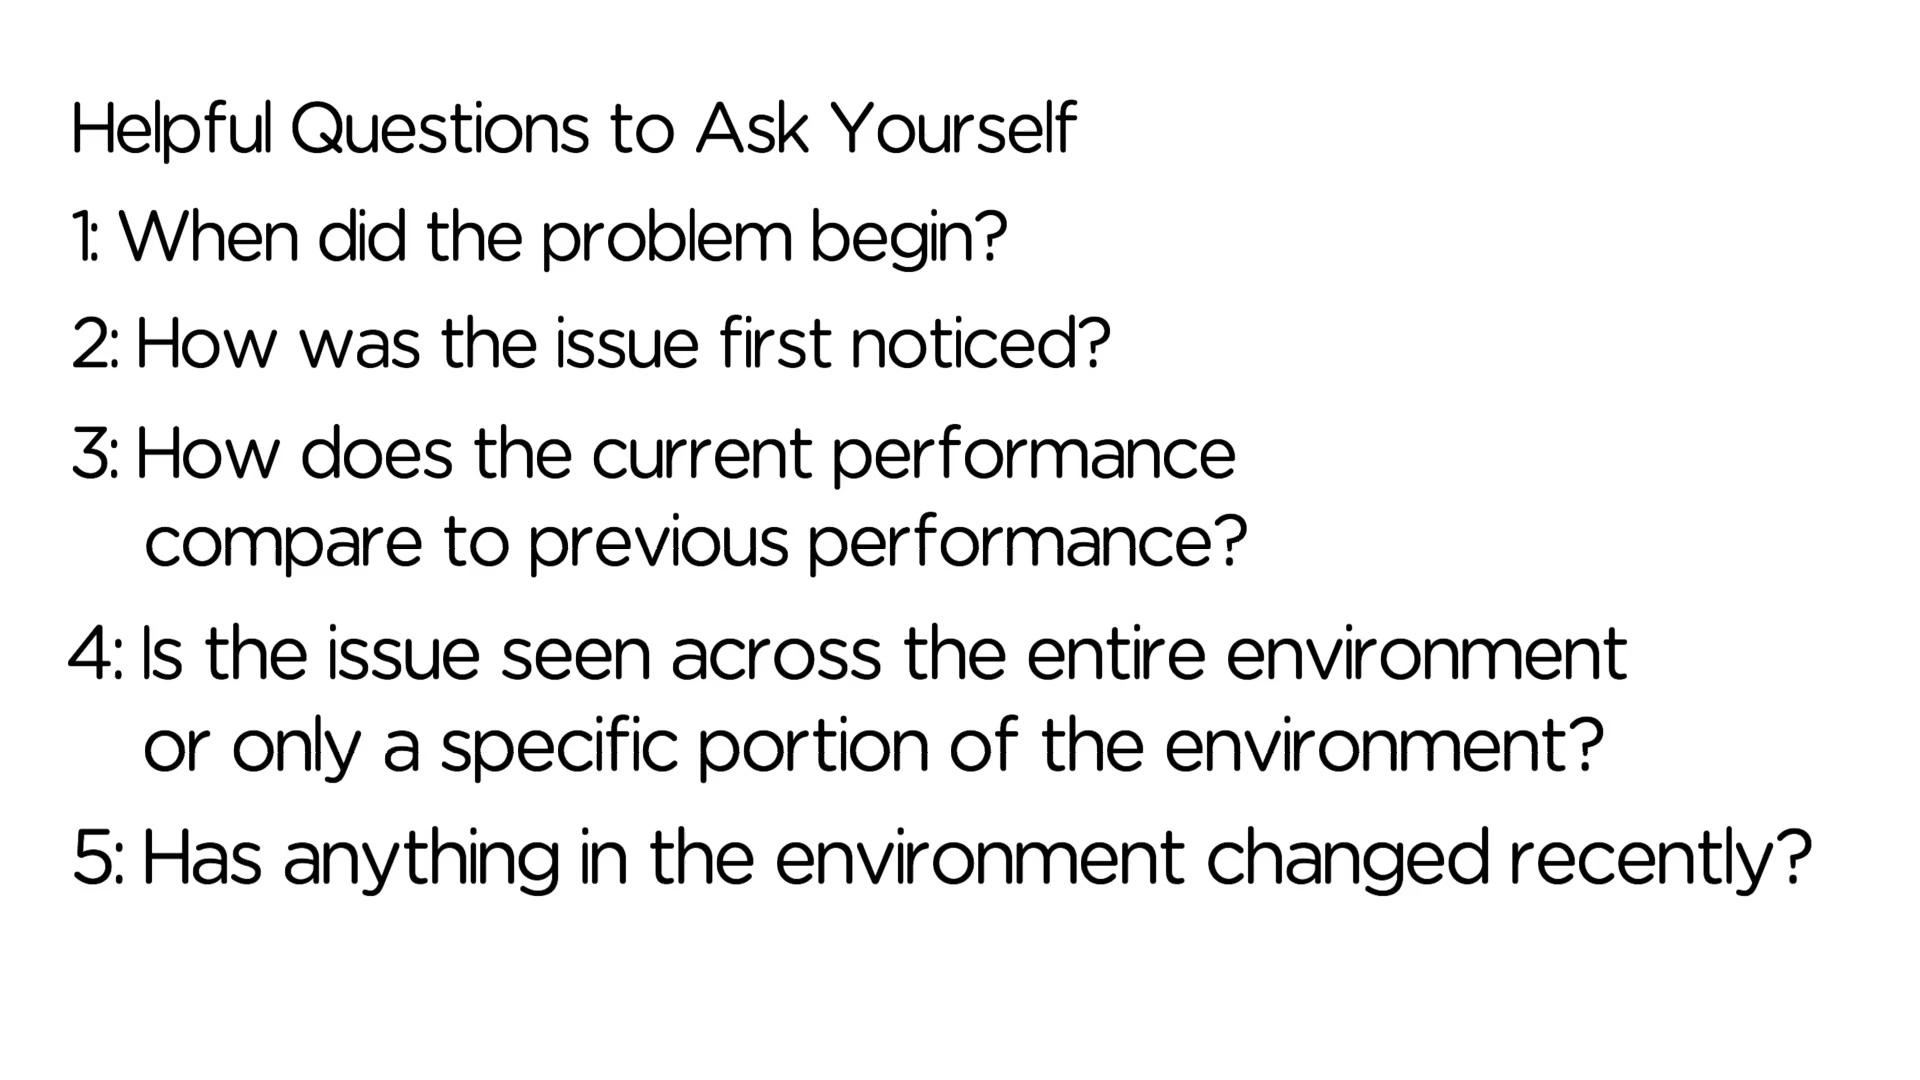 Helpful Questions to Ask Yourself
1: When did the problem begin?
2: How was the issue first noticed?
3: How does the current performance
compare to previous performance?
4: Is the issue seen across the entire environment
or only a specific portion of the environment?
5: Has anything in the environment changed recently?